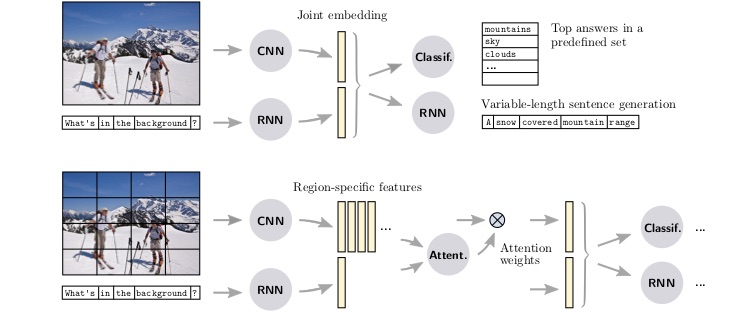 Joint embedding
CNN
Classif.
mountains
sky
clouds
...
Top answers in a
predefined set
What's in the background ?
RNN
RNN
Variable-length sentence generation
A snow covered mountain range
Region-specific features
CNN
...
Classif. ...
Attent.
Attention
weights
What's in the background ?
RNN
RNN ...